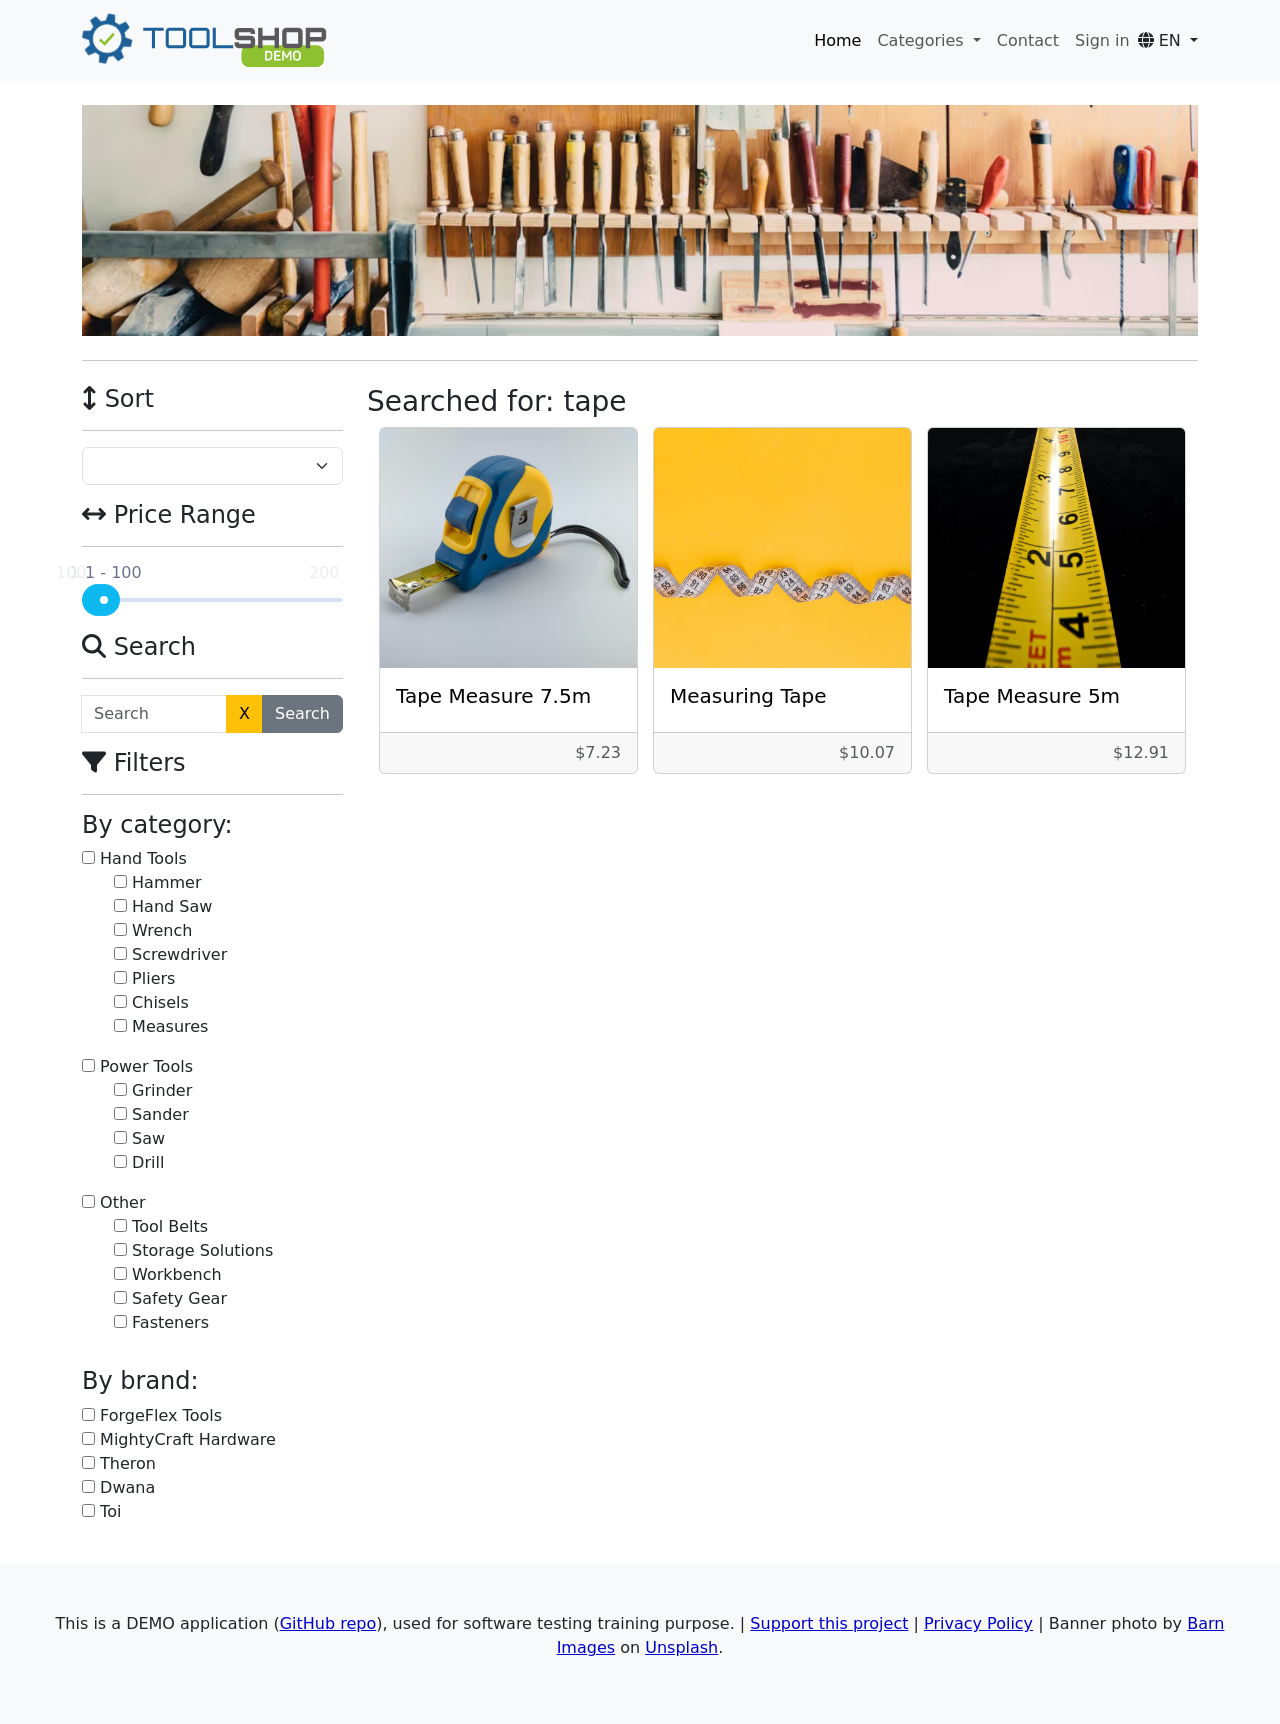 TOOLSHOP
DEMO
Home Categories Contact Sign in EN
Sort
Searched for: tape
Price Range
1 - 100
200
Search
Search X Search
Tape Measure 7.5m
Measuring Tape
Tape Measure 5m
$7.23
$10.07
$12.91
Filters
By category:
Hand Tools
Hammer
Hand Saw
Wrench
Screwdriver
Pliers
Chisels
Measures
Power Tools
Grinder
Sander
Saw
Drill
Other
Tool Belts
Storage Solutions
Workbench
Safety Gear
Fasteners
By brand:
ForgeFlex Tools
MightyCraft Hardware
Theron
Dwana
Toi
This is a DEMO application (GitHub repo), used for software testing training purpose. | Support this project | Privacy Policy | Banner photo by Barn
Images on Unsplash.